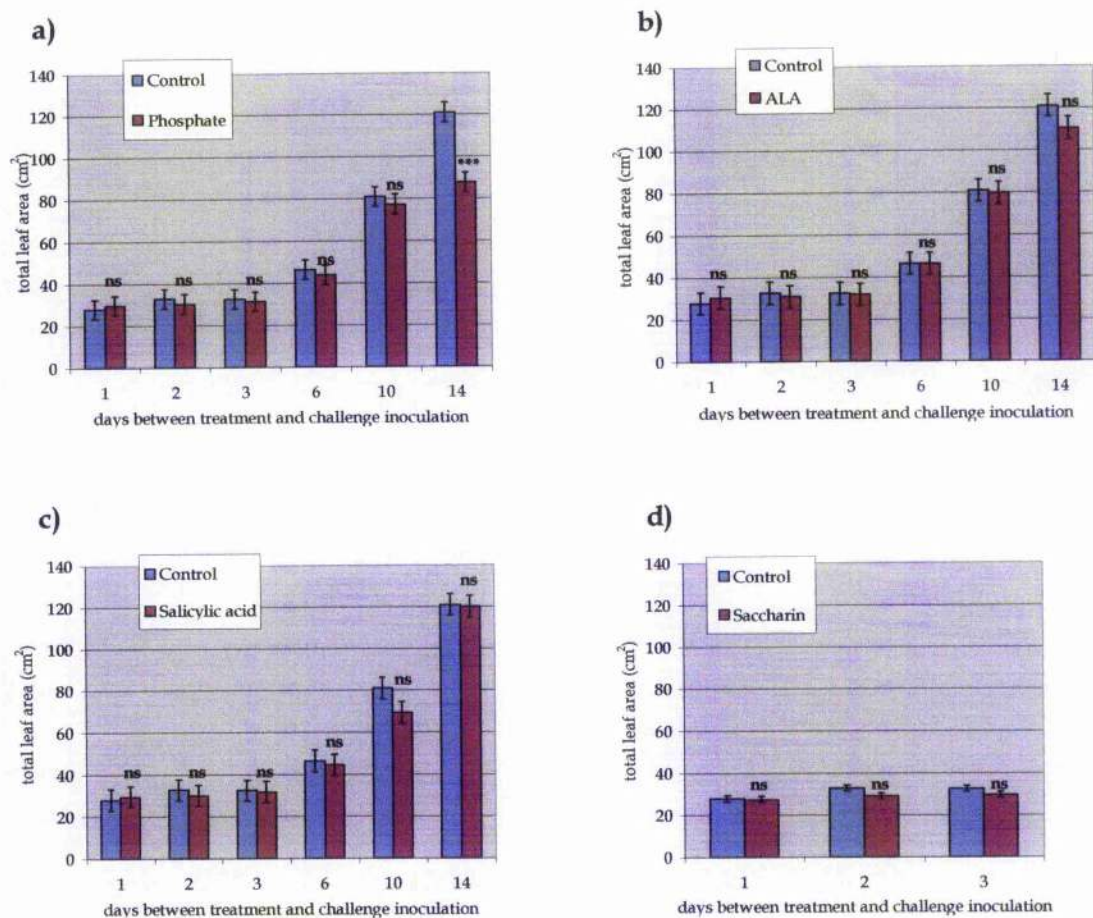 a)
Control
Phosphate
total leaf area (cm²)
140
120
100
80
60
40
20
0
ns
ns
ns
ns
ns
***
1 2 3 6 10 14
days between treatment and challenge inoculation
b)
Control
ALA
total leaf area (cm²)
140
120
100
80
60
40
20
0
ns
ns
ns
ns
ns
ns
1 2 3 6 10 14
days between treatment and challenge inoculation
c)
Control
Salicylic acid
total leaf area (cm²)
140
120
100
80
60
40
20
0
ns
ns
ns
ns
ns
ns
1 2 3 6 10 14
days between treatment and challenge inoculation
d)
Control
Saccharin
total leaf area (cm²)
140
120
100
80
60
40
20
0
ns
ns
ns
1 2 3
days between treatment and challenge inoculation